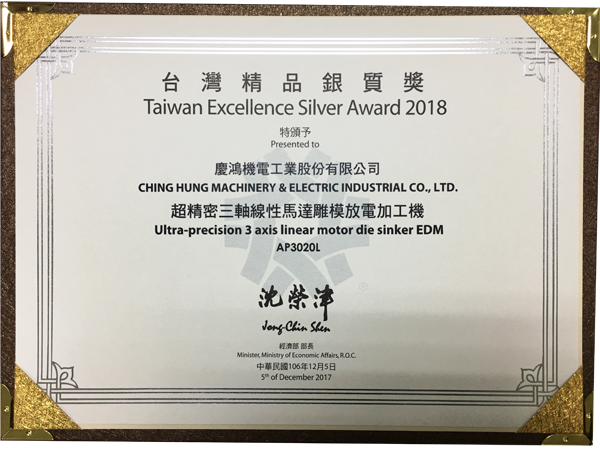 台灣精品銀質獎
Taiwan Excellence Silver Award 2018
特頒予
Presented to
慶鴻機電工業股份有限公司
CHING HUNG MACHINERY & ELECTRIC INDUSTRIAL CO., LTD.
超精密三軸線性馬達雕模放電加工機
Ultra-precision 3 axis linear motor die sinker EDM
AP3020L
沈榮津
Jong-Chin Shen
經濟部 部長
Minister, Ministry of Economic Affairs, R.O.C.
中華民國106年12月5日
5th of December 2017